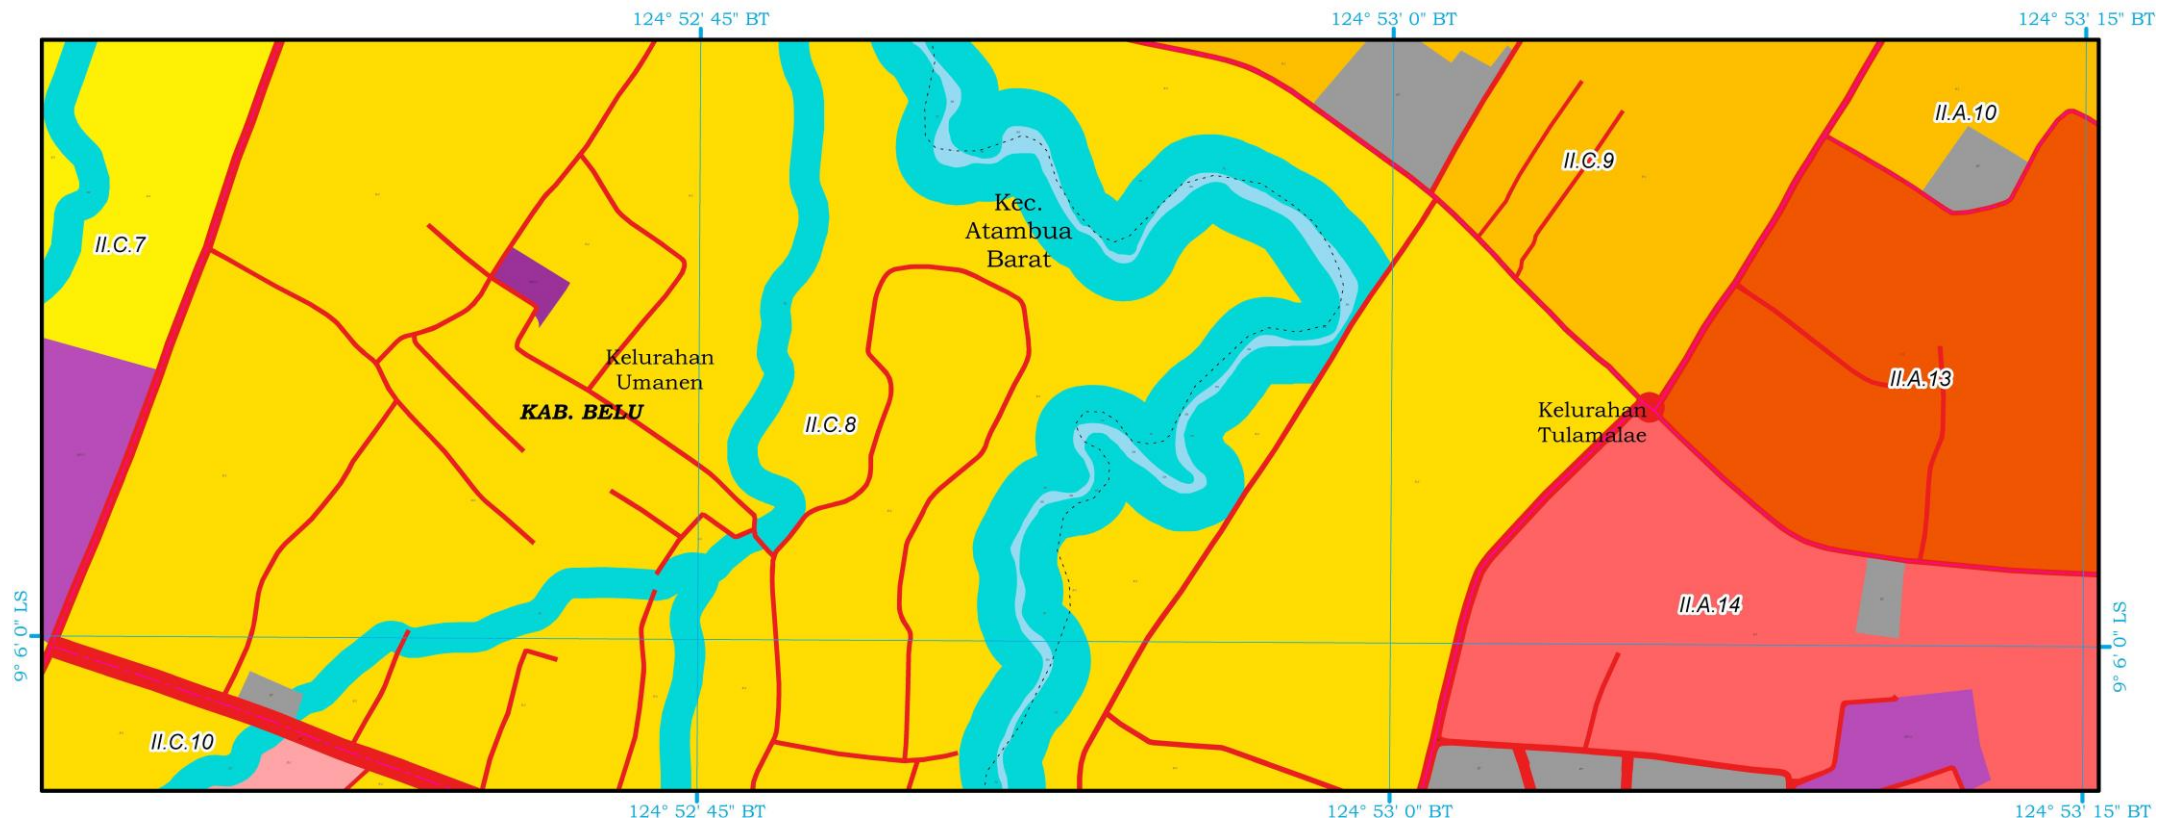 124° 52' 45" BT
124° 53' 0" BT
124° 53' 15" BT
II.A.10
II.C.9
Kec.
Atambua
Barat
II.C.7
Kelurahan
Umanen
KAB. BELU
II.C.8
II.A.13
Kelurahan
Tulamalae
II.A.14
9° 6' 0" LS
9° 6' 0" LS
II.C.10
124° 52' 45" BT
124° 53' 0" BT
124° 53' 15" BT